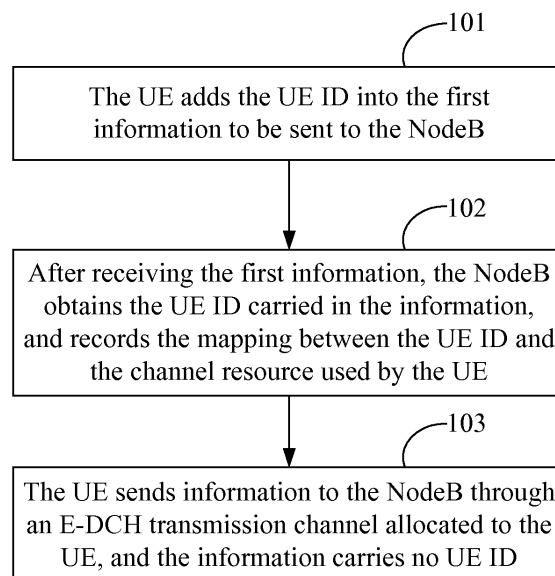 101
The UE adds the UE ID into the first
information to be sent to the NodeB
102
After receiving the first information, the NodeB
obtains the UE ID carried in the information,
and records the mapping between the UE ID and
the channel resource used by the UE
103
The UE sends information to the NodeB through
an E-DCH transmission channel allocated to the
UE, and the information carries no UE ID